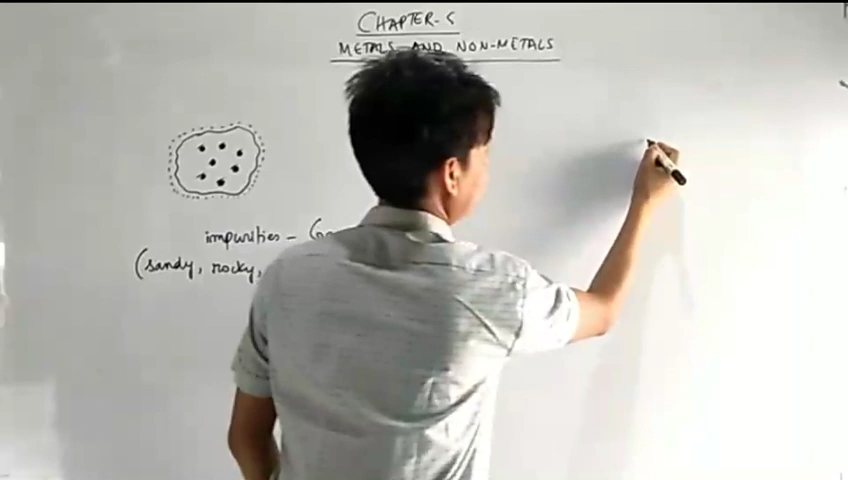 CHAPTER-5
METALS AND NON-METALS
impurities –
(sandy, rocky,